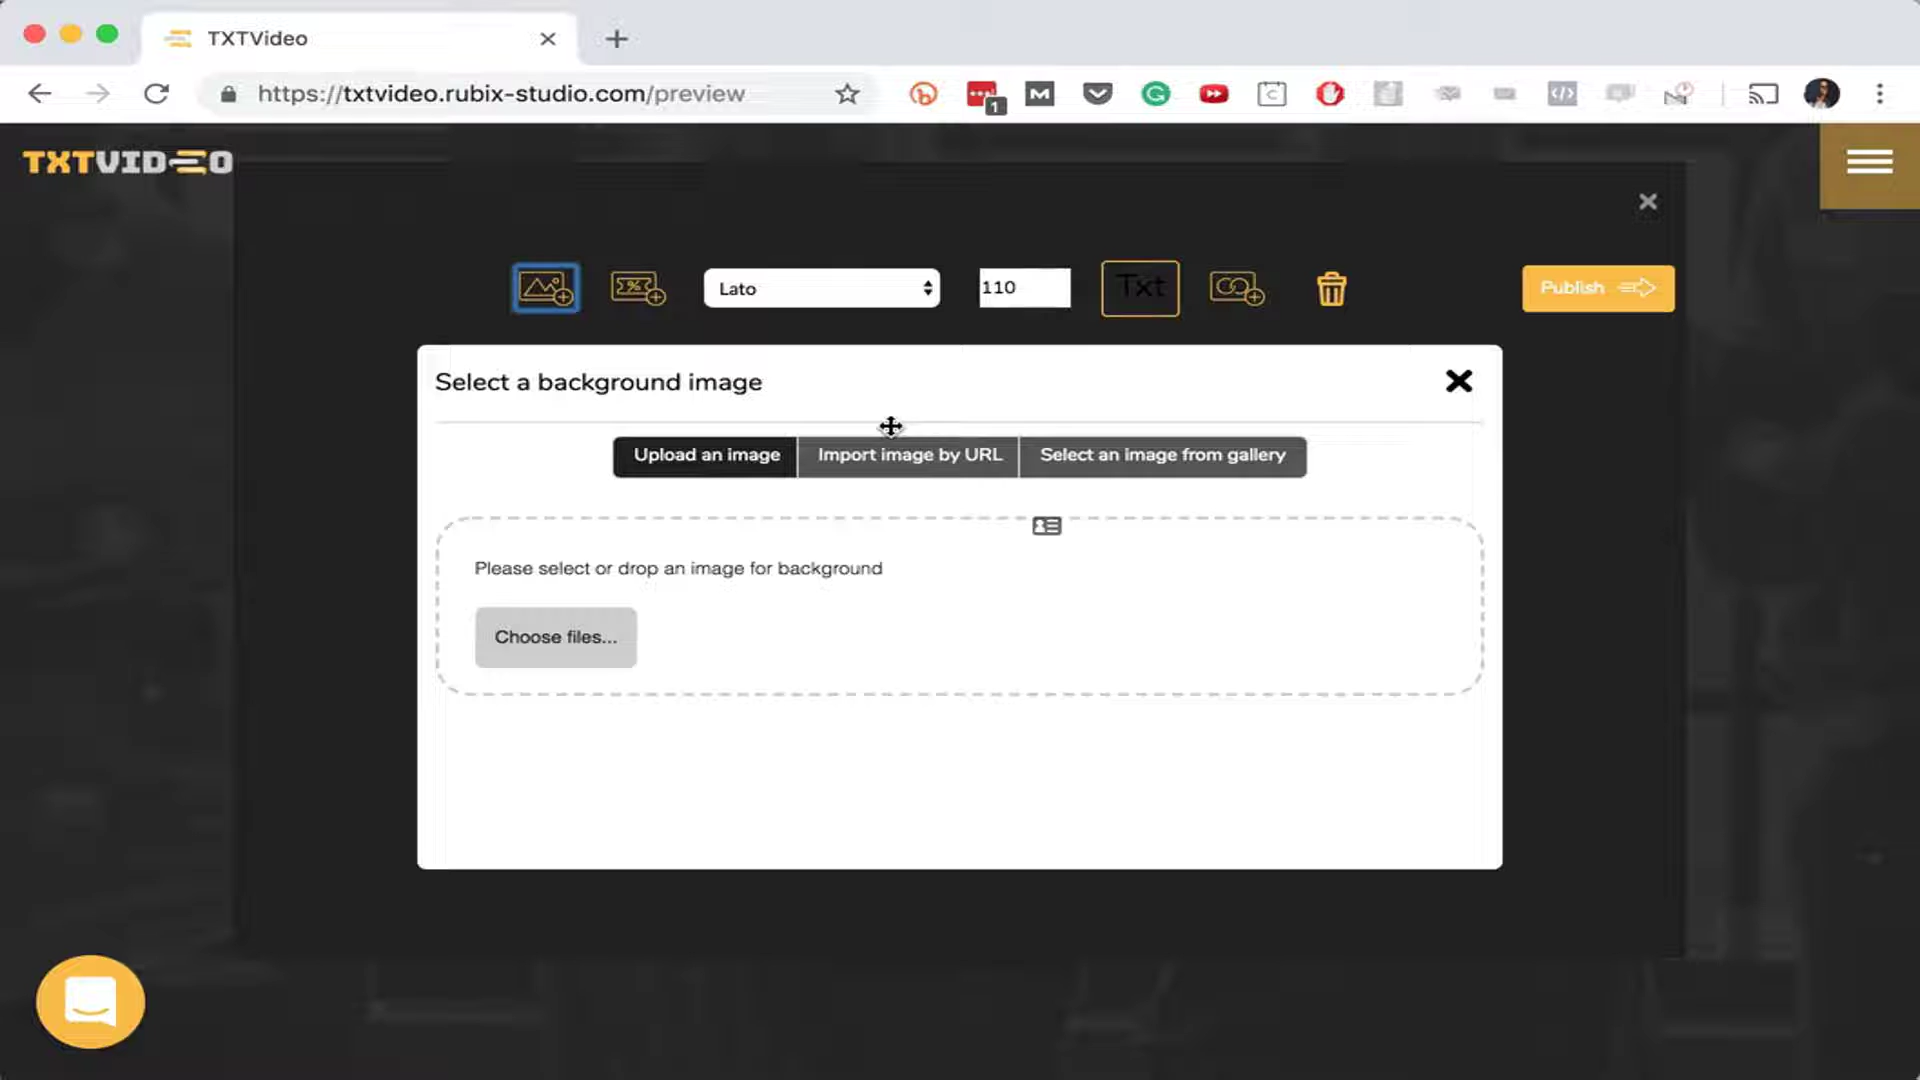 TXTVideo
https://txtvideo.rubix-studio.com/preview
1
TXTVIDEO
Lato
110
Txt
Publish
Select a background image
Upload an image
Import image by URL
Select an image from gallery
Please select or drop an image for background
Choose files...